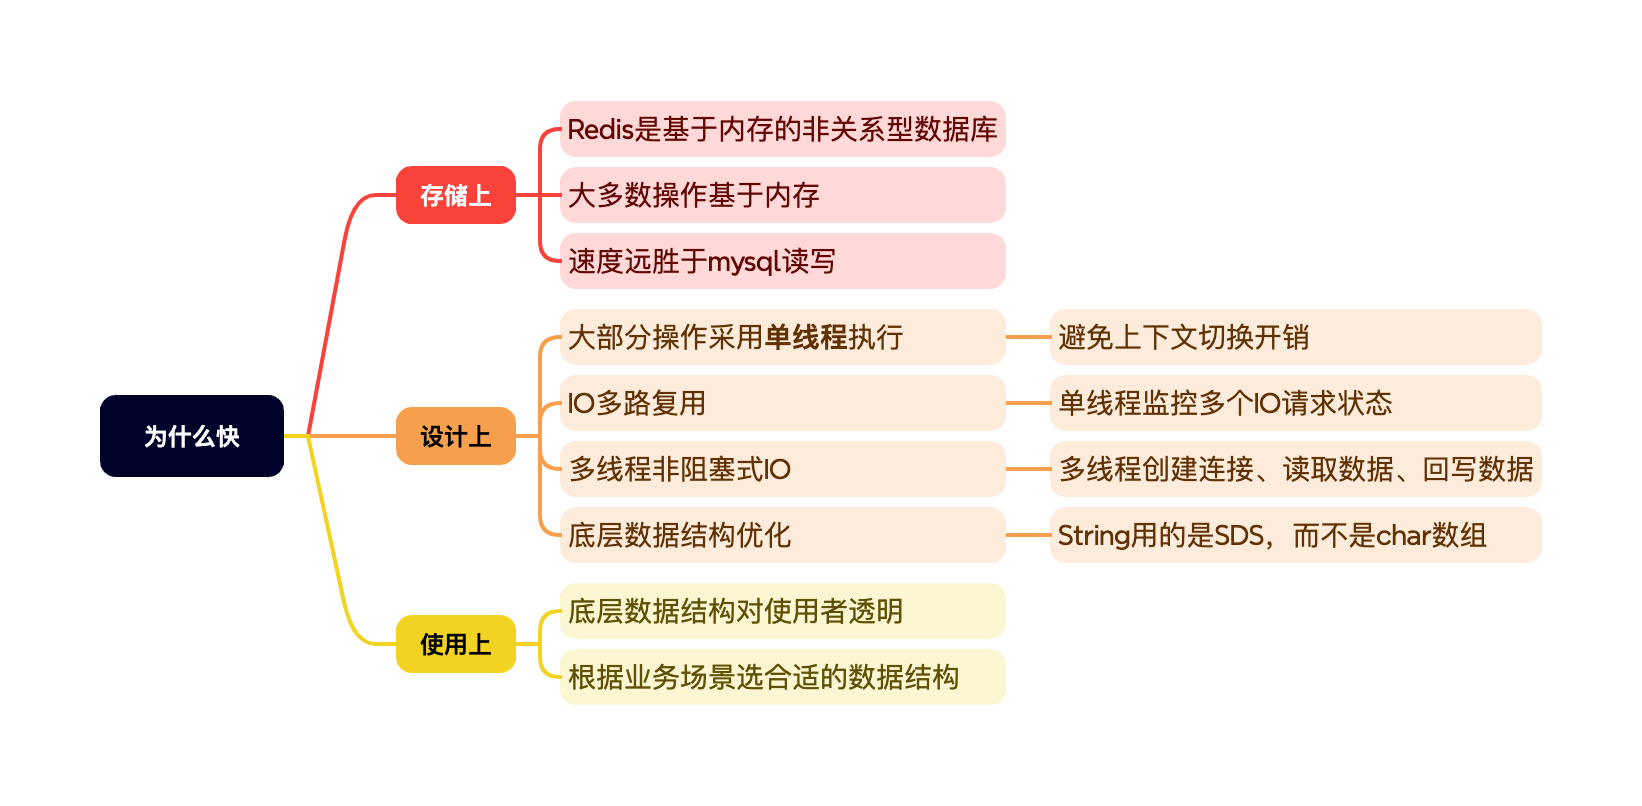 为什么快
存储上
Redis是基于内存的非关系型数据库
大多数操作基于内存
速度远胜于mysql读写
设计上
大部分操作采用单线程执行
避免上下文切换开销
IO多路复用
单线程监控多个IO请求状态
多线程非阻塞式IO
多线程创建连接、读取数据、回写数据
底层数据结构优化
String用的是SDS，而不是char数组
使用上
底层数据结构对使用者透明
根据业务场景选合适的数据结构